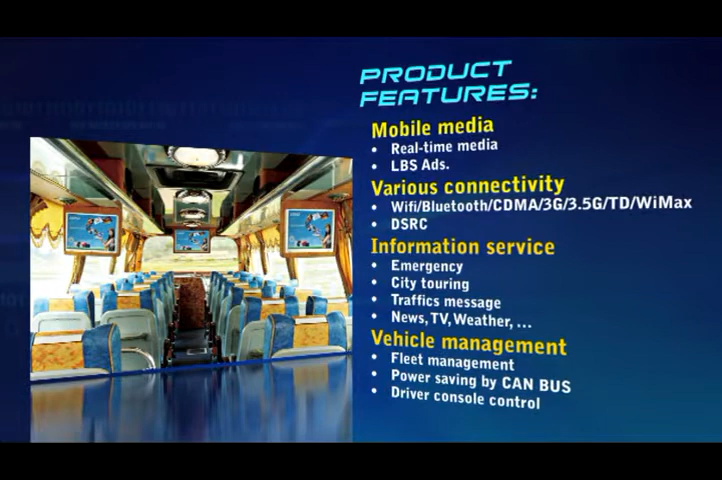 PRODUCT
FEATURES:
Mobile media
• Real-time media
• LBS Ads.
Various connectivity
• Wifi/Bluetooth/CDMA/3G/3.5G/TD/WiMax
• DSRC
Information service
• Emergency
• City touring
• Traffics message
• News, TV, Weather, ...
Vehicle management
• Fleet management
• Power saving by CAN BUS
• Driver console control